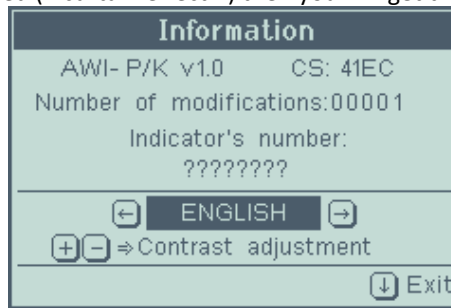 Information
AWI- P/K v1.0 CS: 41EC
Number of modifications:00001
Indicator's number:
????????
← ENGLISH →
+ - ⇒Contrast adjustment
↓ Exit